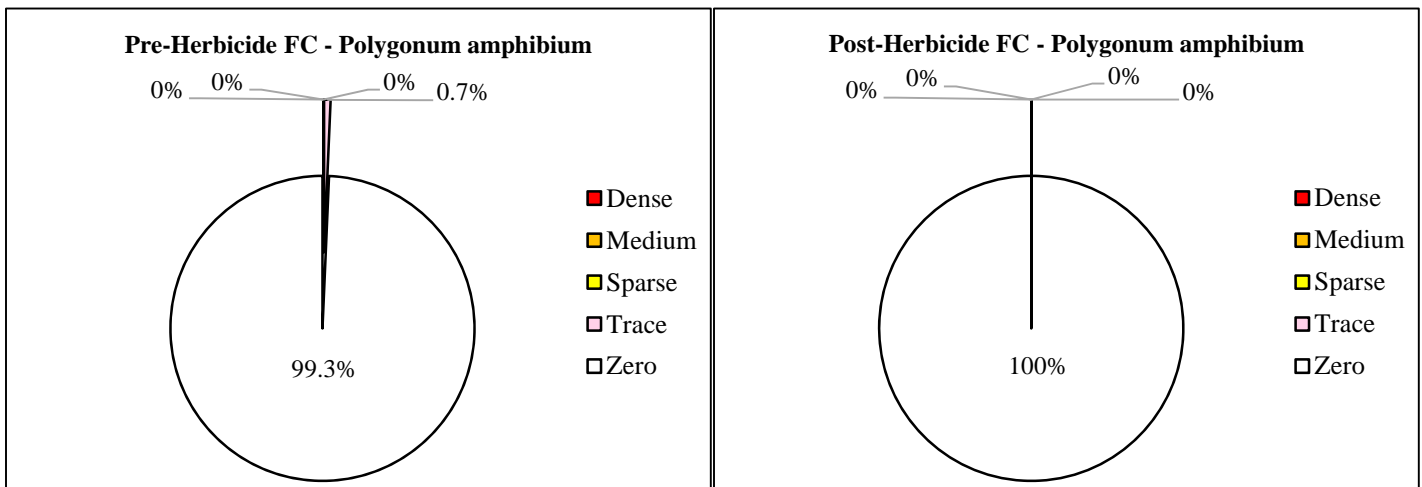 Pre-Herbicide FC - Polygonum amphibium
0%
0%
0%
0.7%
99.3%
Dense
Medium
Sparse
Trace
Zero
Post-Herbicide FC - Polygonum amphibium
0%
0%
0%
0%
100%
Dense
Medium
Sparse
Trace
Zero